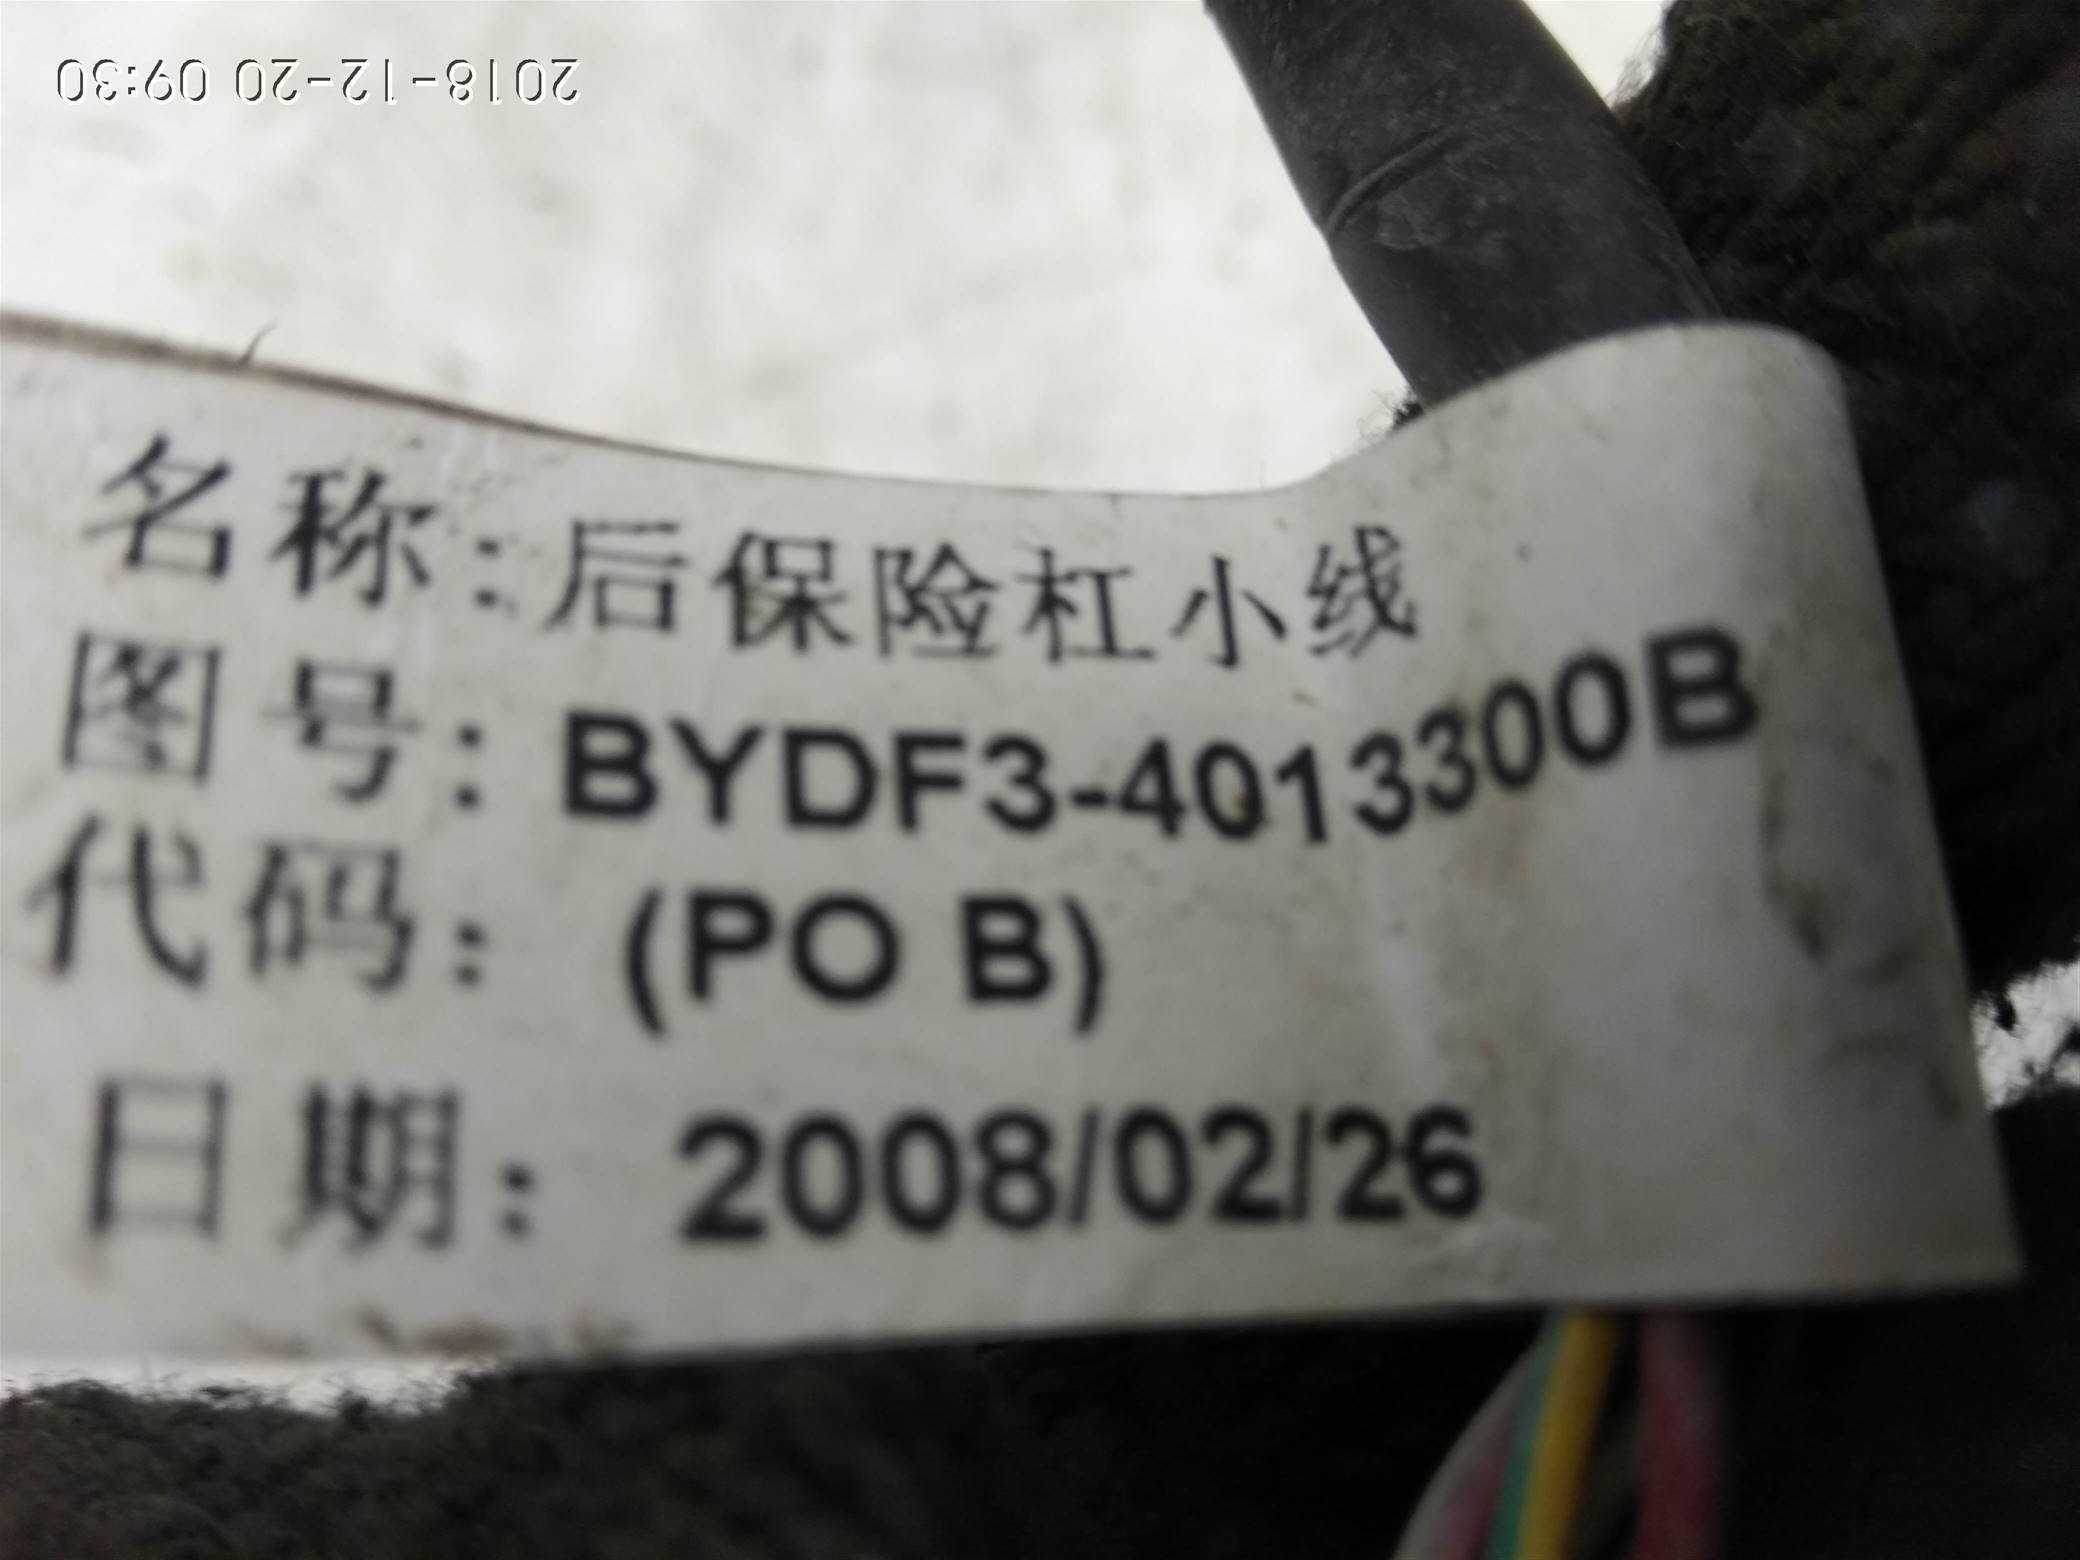 2018-12-20 09:30
名称:后保险杠小线
图号: BYDF3-4013300B
代码: (PO B)
日期: 2008/02/26